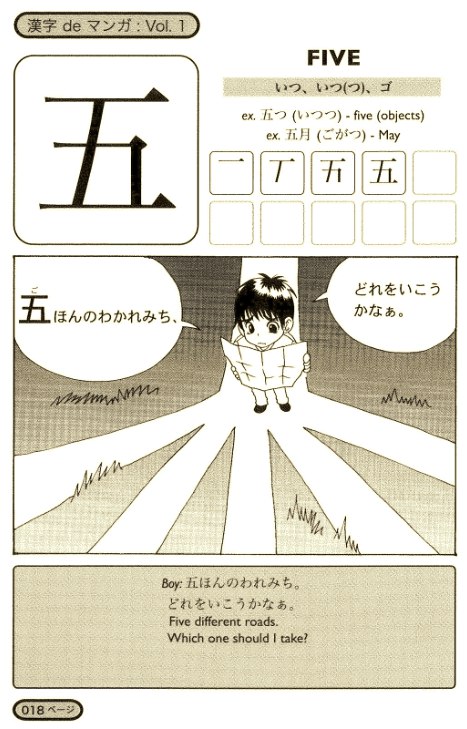 漢字 de マンガ : Vol. 1
五
FIVE
いつ、いつ(つ)、ゴ
ex. 五つ (いつつ) - five (objects)
ex. 五月 (ごがつ) - May
一 丅 五 五
ご
五ほんのわかれみち、
どれをいこう
かなぁ。
Boy: 五ほんのわれみち。
どれをいこうかなぁ。
Five different roads.
Which one should I take?
018 ページ